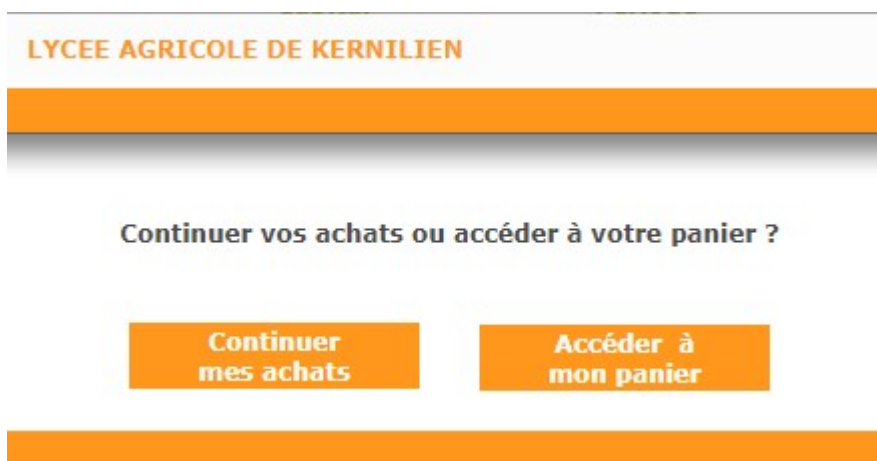 LYCEE AGRICOLE DE KERNILIEN
Continuer vos achats ou accéder à votre panier ?
Continuer
mes achats
Accéder à
mon panier